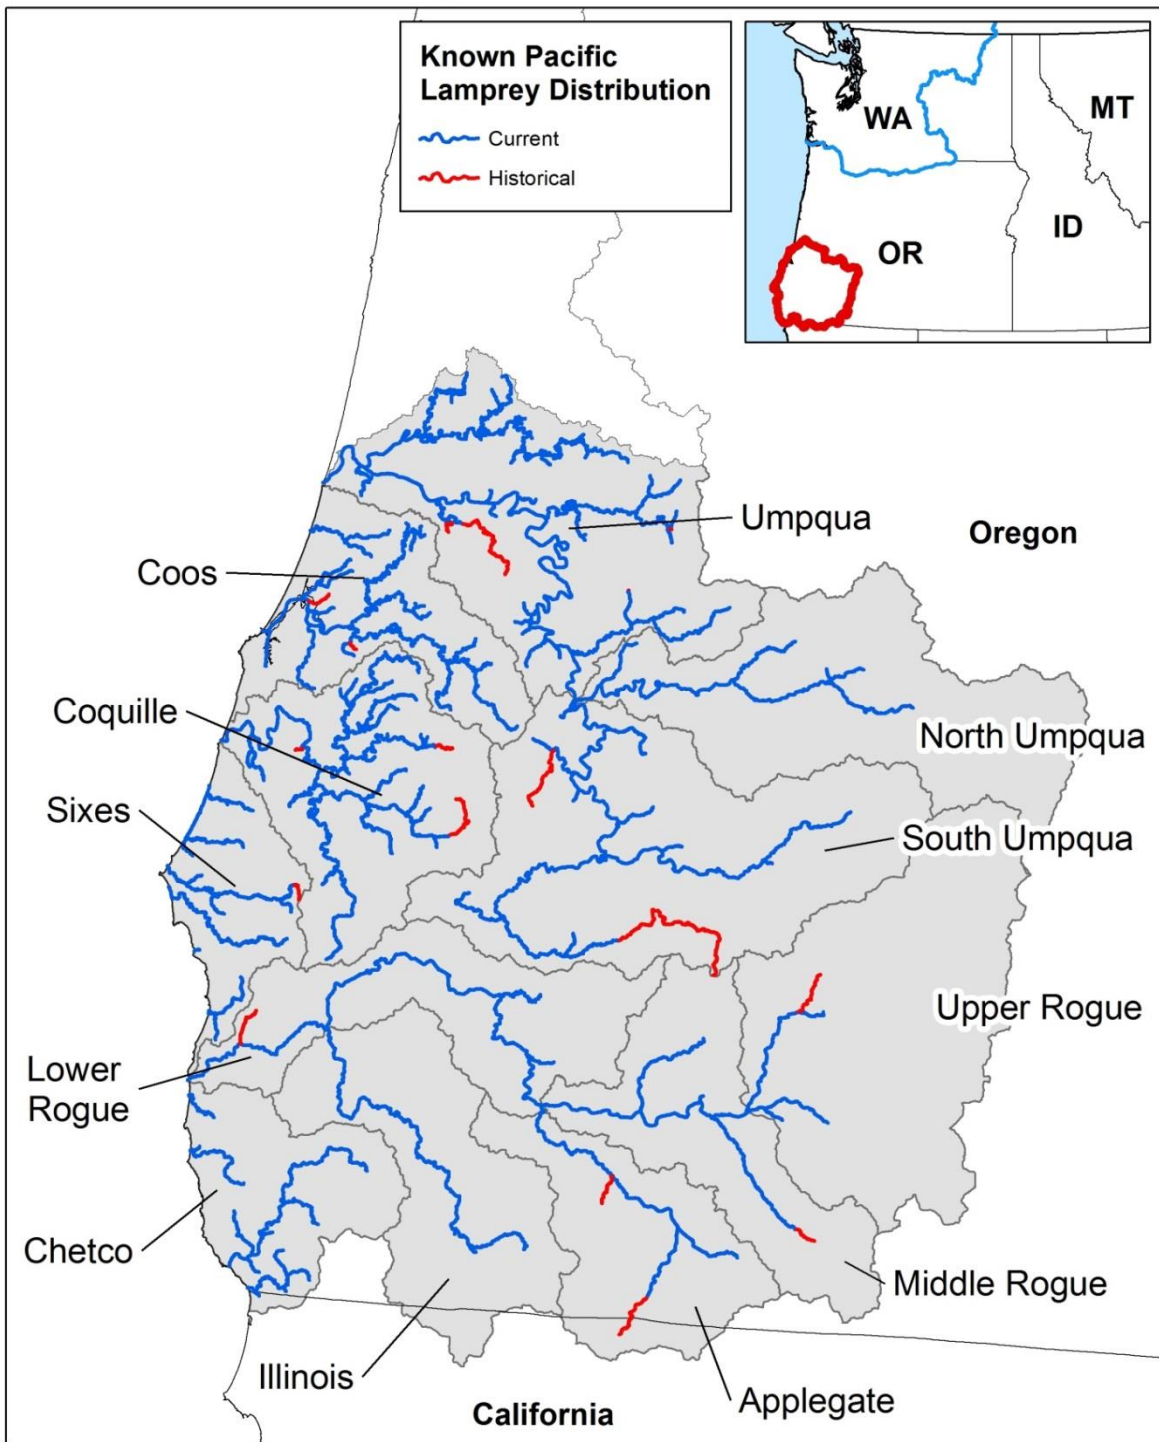 Known Pacific
Lamprey Distribution
Current
Historical
WA
MT
ID
OR
Umpqua
Oregon
Coos
Coquille
North Umpqua
Sixes
South Umpqua
Upper Rogue
Lower
Rogue
Chetco
Middle Rogue
Illinois
Applegate
California